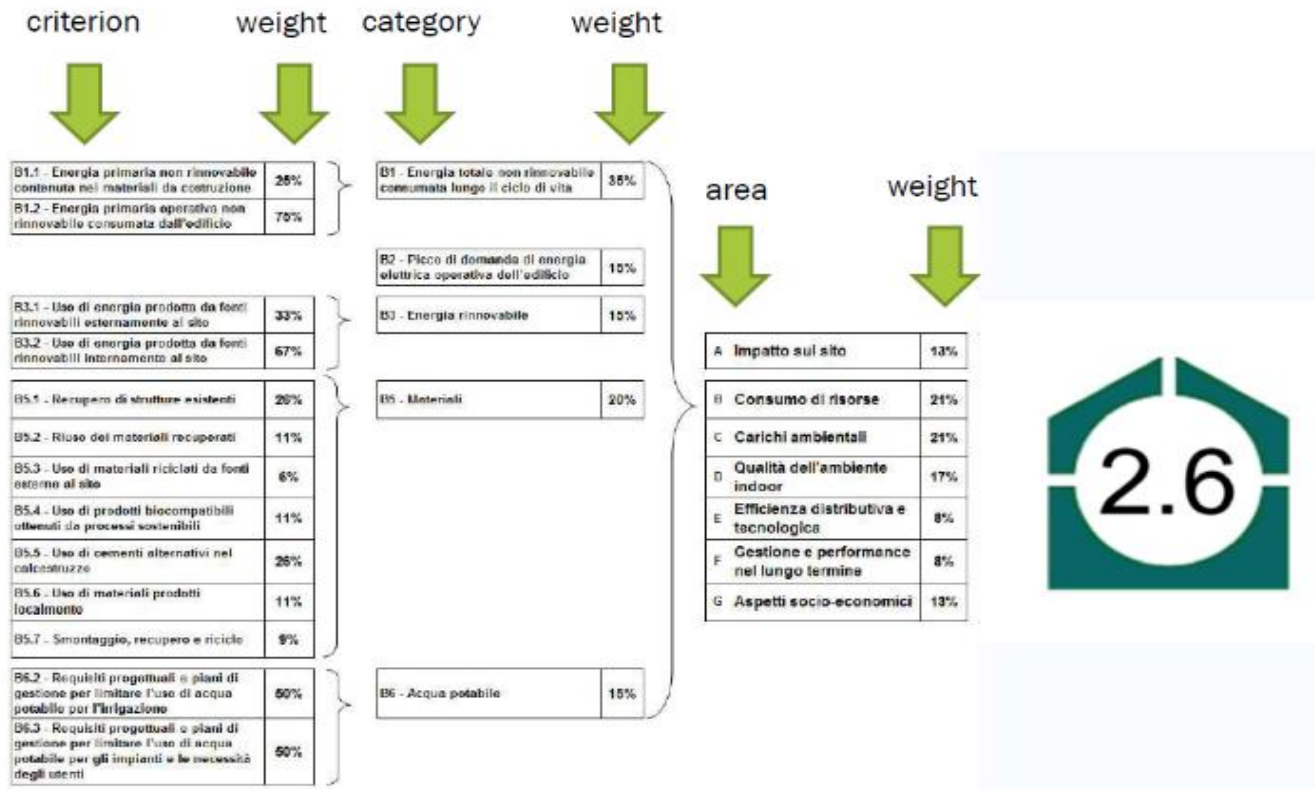 criterion
weight
category
weight
B1.1 - Energia primaria non rinnovabile
contenuta nei materiali da costruzione
25%
B1.2 - Energia primaria operativa non
rinnovabile consumata dall'edificio
75%
B1 - Energia totale non rinnovabile
consumata lungo il ciclo di vita
35%
B2 - Picco di domanda di energia
elettrica operativa dell'edificio
15%
B3.1 - Uso di energia prodotta da fonti
rinnovabili esternamente al sito
33%
B3.2 - Uso di energia prodotta da fonti
rinnovabili internamente al sito
67%
B3 - Energia rinnovabile
15%
B5.1 - Recupero di strutture esistenti
26%
B5.2 - Riuso dei materiali recuperati
11%
B5.3 - Uso di materiali riciclati da fonti
esterne al sito
6%
B5.4 - Uso di prodotti biocompatibili
ottenuti da processi sostenibili
11%
B5.5 - Uso di cementi alternativi nel
calcestruzzo
26%
B5.6 - Uso di materiali prodotti
localmente
11%
B5.7 - Smontaggio, recupero e riciclo
9%
B5 - Materiali
20%
B6.2 - Requisiti progettuali e piani di
gestione per limitare l'uso di acqua
potabile per l'irrigazione
50%
B6.3 - Requisiti progettuali e piani di
gestione per limitare l'uso di acqua
potabile per gli impianti e le necessità
degli utenti
50%
B6 - Acqua potabile
15%
area
weight
A Impatto sul sito 13%
B Consumo di risorse 21%
C Carichi ambientali 21%
D Qualità dell'ambiente
indoor
17%
E Efficienza distributiva e
tecnologica
8%
F Gestione e performance
nel lungo termine
8%
G Aspetti socio-economici 13%
2.6